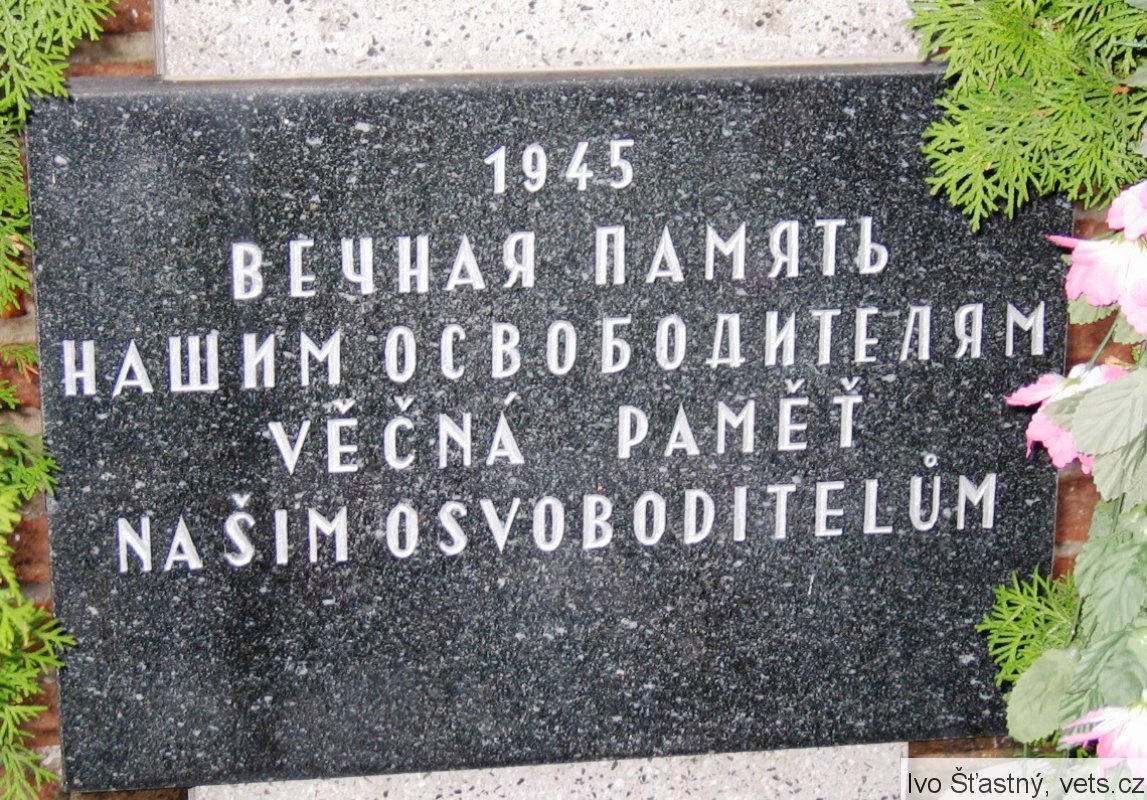 1945
ВЕЧНАЯ ПАМЯТЬ
НАШИМ ОСВОБОДИТЕЛЯМ
VĚČNÁ PAMĚŤ
NAŠIM OSVOBODITELŮM
Ivo Šťastný, vets.cz